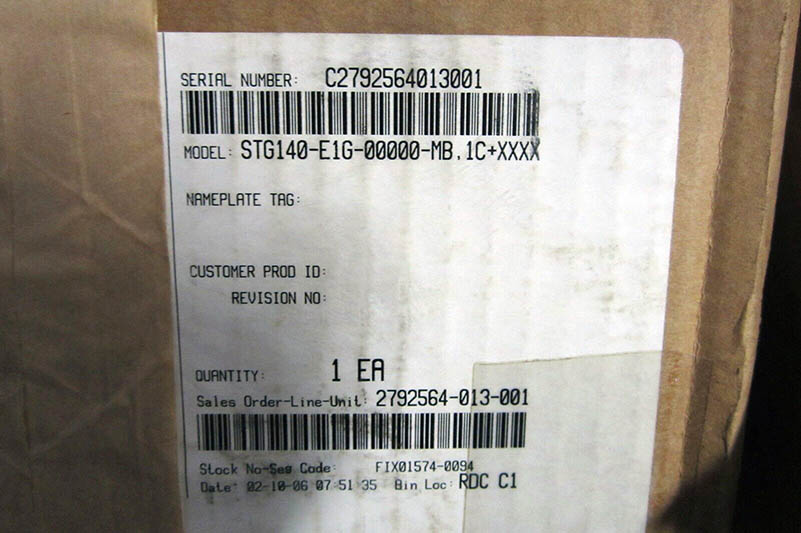 SERIAL NUMBER: C2792564013001
MODEL: STG140-E1G-00000-MB.1C+XXXX
NAMEPLATE TAG:
CUSTOMER PROD ID:
REVISION NO:
QUANTITY: 1 EA
Sales Order-Line-Unit: 2792564-013-001
Stock No-Seg Code: FIX01574-0094
Date: 02-10-06 07 51 35 Bin Loc: RDC C1